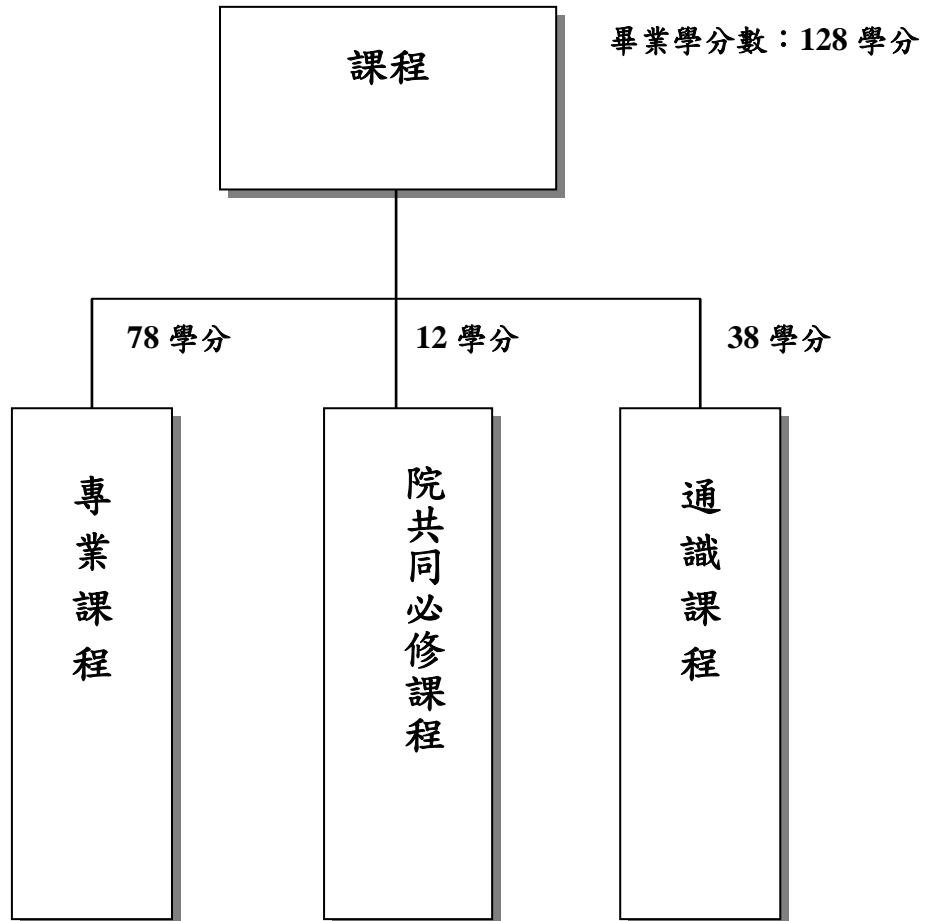 課程
畢業學分數：128 學分
78 學分
12 學分
38 學分
專業課程
院共同必修課程
通識課程